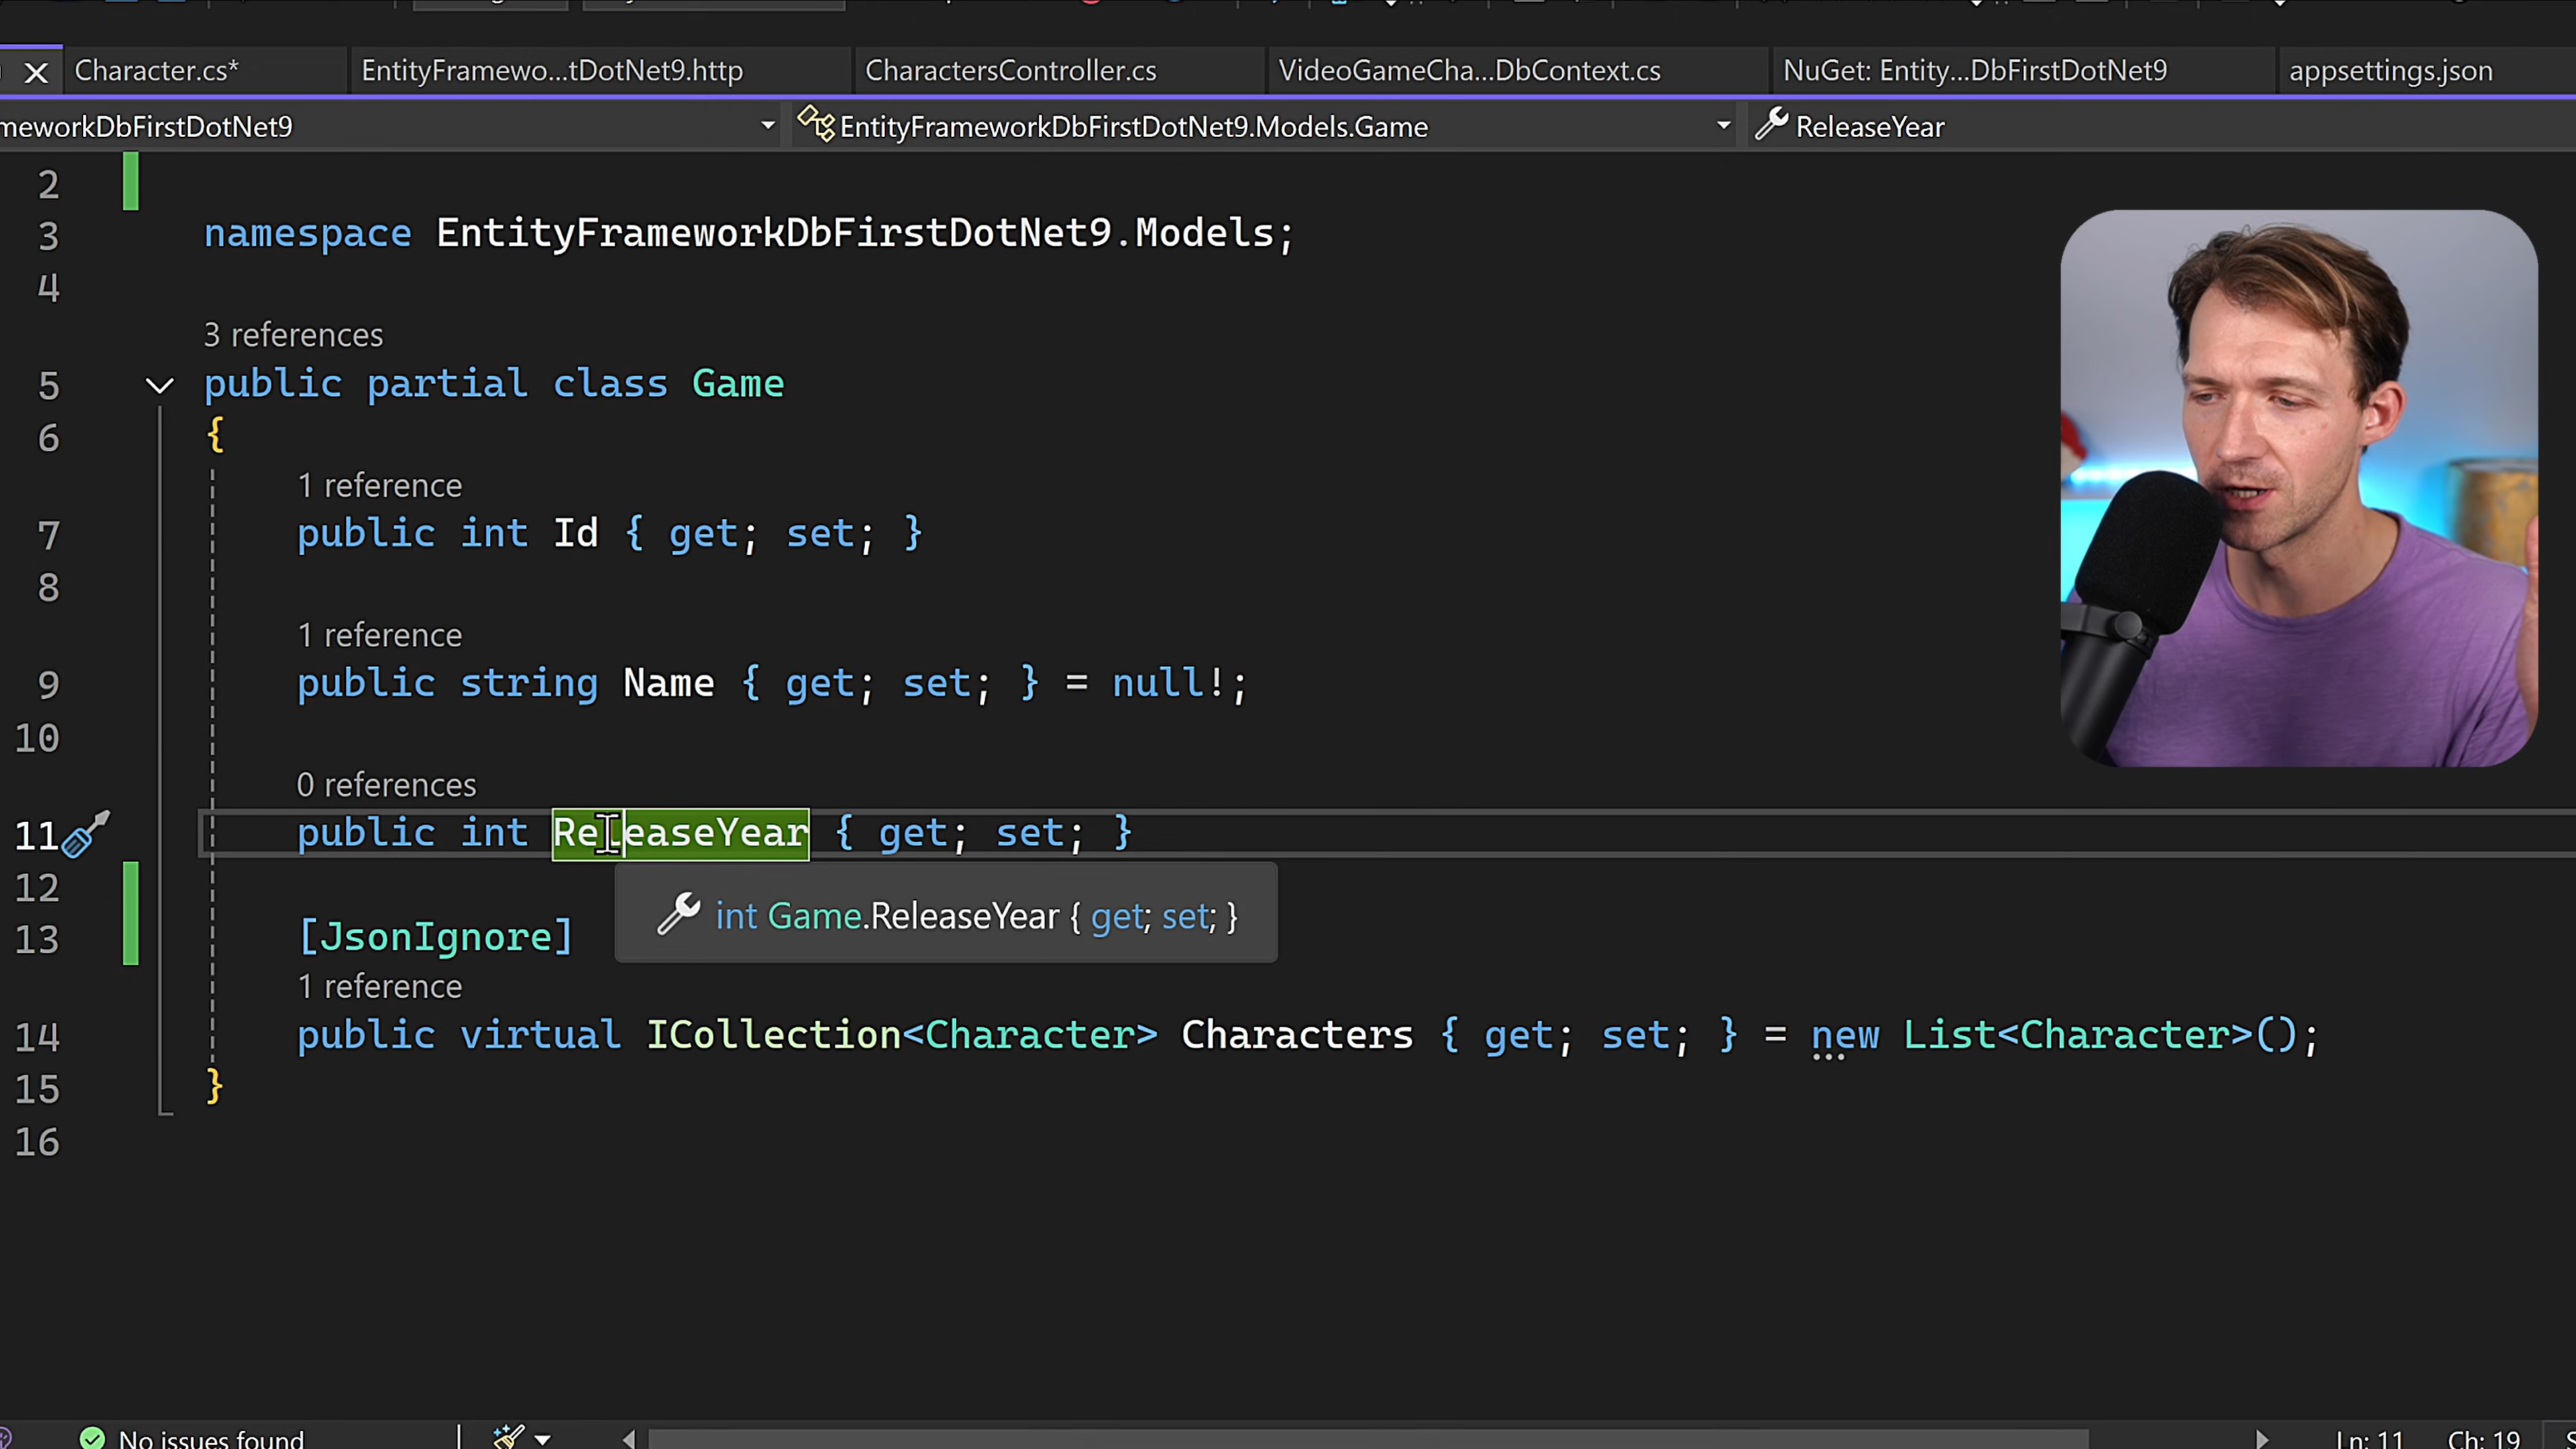 Character.cs* EntityFramewo...tDotNet9.http CharactersController.cs VideoGameCha...DbContext.cs NuGet: Entity...DbFirstDotNet9 appsettings.json
meworkDbFirstDotNet9 EntityFrameworkDbFirstDotNet9.Models.Game ReleaseYear
2
3 namespace EntityFrameworkDbFirstDotNet9.Models;
4
3 references
5 public partial class Game
6 {
1 reference
7 public int Id { get; set; }
8
1 reference
9 public string Name { get; set; } = null!;
10
0 references
11 public int ReleaseYear { get; set; }
12
int Game.ReleaseYear { get; set; }
13 [JsonIgnore]
1 reference
14 public virtual ICollection<Character> Characters { get; set; } = new List<Character>();
15 }
16
No issues found Ln: 11 Ch: 19